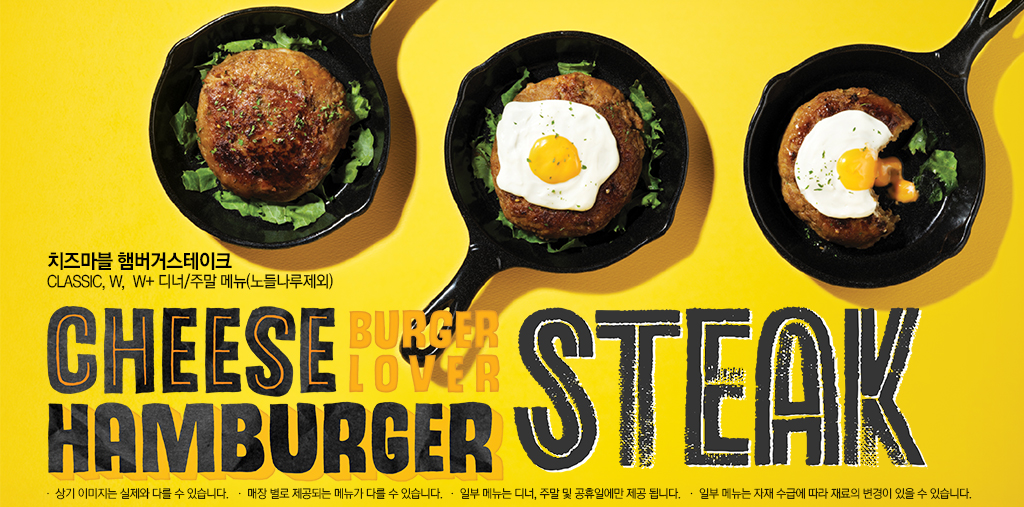 치즈마블 햄버거스테이크
CLASSIC, W, W+ 디너/주말 메뉴(노들나루제외)
CHEESE
BURGER
LOVER
HAMBURGER
STEAK
· 상기 이미지는 실제와 다를 수 있습니다. · 매장 별로 제공되는 메뉴가 다를 수 있습니다. · 일부 메뉴는 디너, 주말 및 공휴일에만 제공 됩니다. · 일부 메뉴는 자재 수급에 따라 재료의 변경이 있을 수 있습니다.